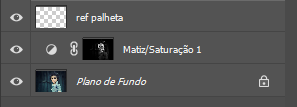 ref palheta
Matiz/Saturação 1
Plano de Fundo